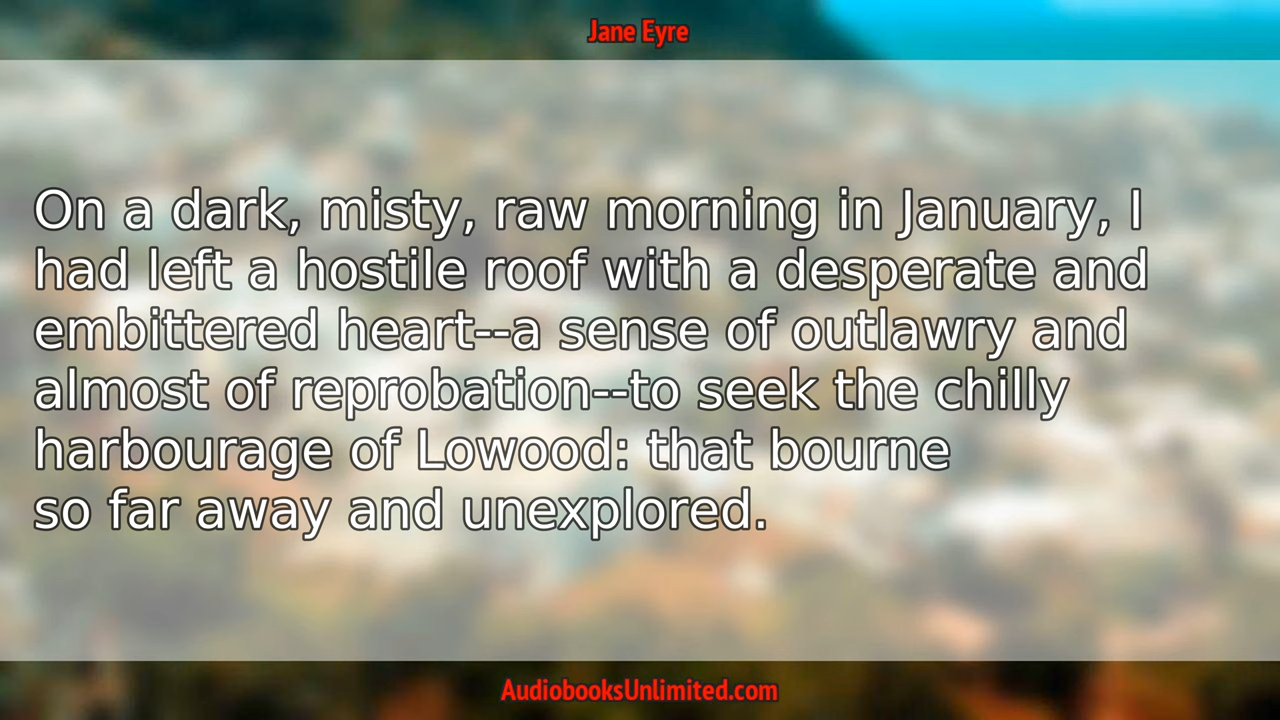 Jane Eyre
On a dark, misty, raw morning in January, I
had left a hostile roof with a desperate and
embittered heart--a sense of outlawry and
almost of reprobation--to seek the chilly
harbourage of Lowood: that bourne
so far away and unexplored.
AudiobooksUnlimited.com